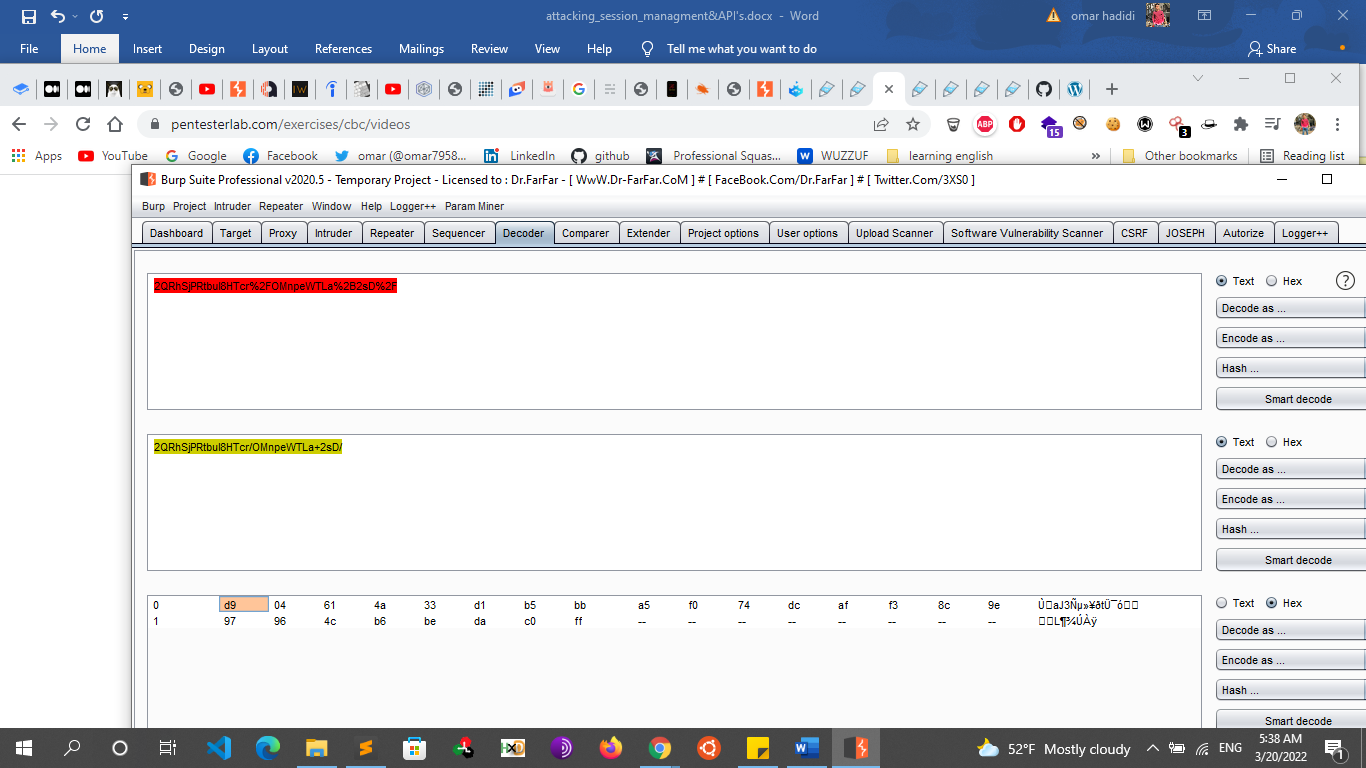 attacking_session_managment&API's.docx - Word
omar hadidi
File Home Insert Design Layout References Mailings Review View Help Tell me what you want to do Share
pentesterlab.com/exercises/cbc/videos
ABP
15
3
Apps YouTube Google Facebook omar (@omar7958... LinkedIn github Professional Squas... WUZZUF learning english » Other bookmarks Reading list
Burp Suite Professional v2020.5 - Temporary Project - Licensed to : Dr.FarFar - [ WwW.Dr-FarFar.CoM ] # [ FaceBook.Com/Dr.FarFar ] # [ Twitter.Com/3XS0 ]
Burp Project Intruder Repeater Window Help Logger++ Param Miner
Dashboard Target Proxy Intruder Repeater Sequencer Decoder Comparer Extender Project options User options Upload Scanner Software Vulnerability Scanner CSRF JOSEPH Autorize Logger++
2QRhSjPRtbul8HTcr%2FOMnpeWTLa%2B2sD%2F
Text Hex ?
Decode as ...
Encode as ...
Hash ...
Smart decode
2QRhSjPRtbul8HTcr/OMnpeWTLa+2sD/
Text Hex
Decode as ...
Encode as ...
Hash ...
Smart decode
0 d9 04 61 4a 33 d1 b5 bb a5 f0 74 dc af f3 8c 9e
1 97 96 4c b6 be da c0 ff -- -- -- -- -- -- -- --
Text Hex
Decode as ...
Encode as ...
Hash ...
Smart decode
52°F Mostly cloudy ENG
5:38 AM
3/20/2022
1